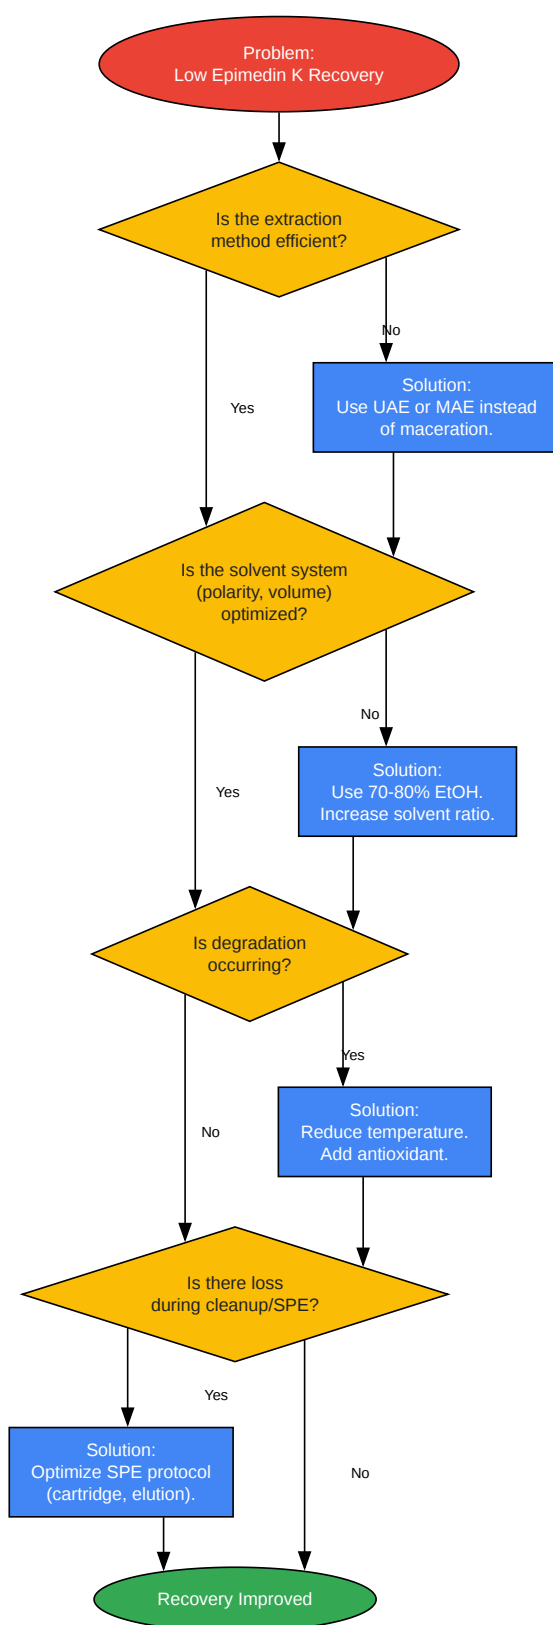 Problem:
Low Epimedin K Recovery
Is the extraction
method efficient?
No
Solution:
Use UAE or MAE instead
of maceration.
Yes
Is the solvent system
(polarity, volume)
optimized?
No
Solution:
Use 70-80% EtOH.
Increase solvent ratio.
Yes
Is degradation
occurring?
Yes
Solution:
Reduce temperature.
Add antioxidant.
No
Is there loss
during cleanup/SPE?
Yes
Solution:
Optimize SPE protocol
(cartridge, elution).
No
Recovery Improved